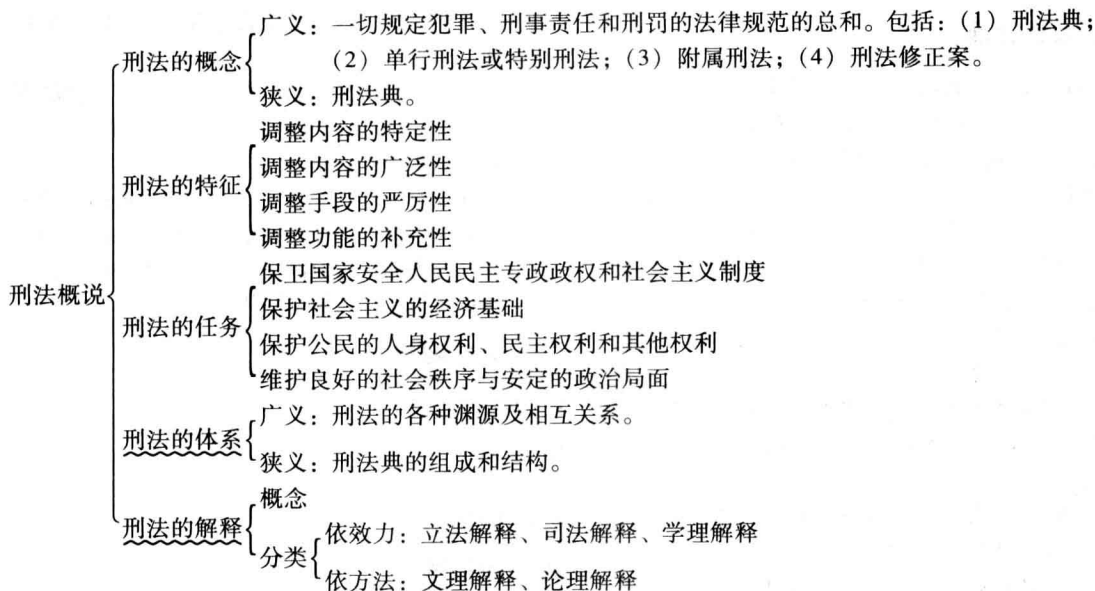 刑法概说
刑法的概念
广义：一切规定犯罪、刑事责任和刑罚的法律规范的总和。包括：（1）刑法典；
（2）单行刑法或特别刑法；（3）附属刑法；（4）刑法修正案。
狭义：刑法典。
刑法的特征
调整内容的特定性
调整内容的广泛性
调整手段的严厉性
调整功能的补充性
刑法的任务
保卫国家安全人民民主专政政权和社会主义制度
保护社会主义的经济基础
保护公民的人身权利、民主权利和其他权利
维护良好的社会秩序与安定的政治局面
刑法的体系
广义：刑法的各种渊源及相互关系。
狭义：刑法典的组成和结构。
刑法的解释
概念
分类
依效力：立法解释、司法解释、学理解释
依方法：文理解释、论理解释